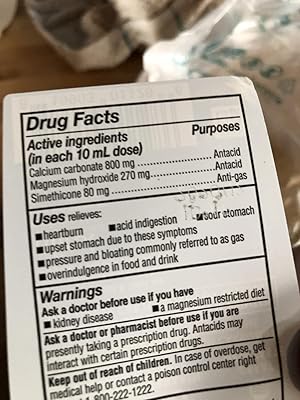 Drug Facts
Active ingredients Purposes
(in each 10 mL dose)
Calcium carbonate 800 mg Antacid
Magnesium hydroxide 270 mg Antacid
Simethicone 80 mg Anti-gas
Uses relieves:
■ heartburn ■ acid indigestion ■ sour stomach
■ upset stomach due to these symptoms
■ pressure and bloating commonly referred to as gas
■ overindulgence in food and drink
Warnings
Ask a doctor before use if you have
■ kidney disease ■ a magnesium restricted diet
Ask a doctor or pharmacist before use if you are
presently taking a prescription drug. Antacids may
interact with certain prescription drugs.
Keep out of reach of children. In case of overdose, get
medical help or contact a poison control center right
1-800-222-1222.